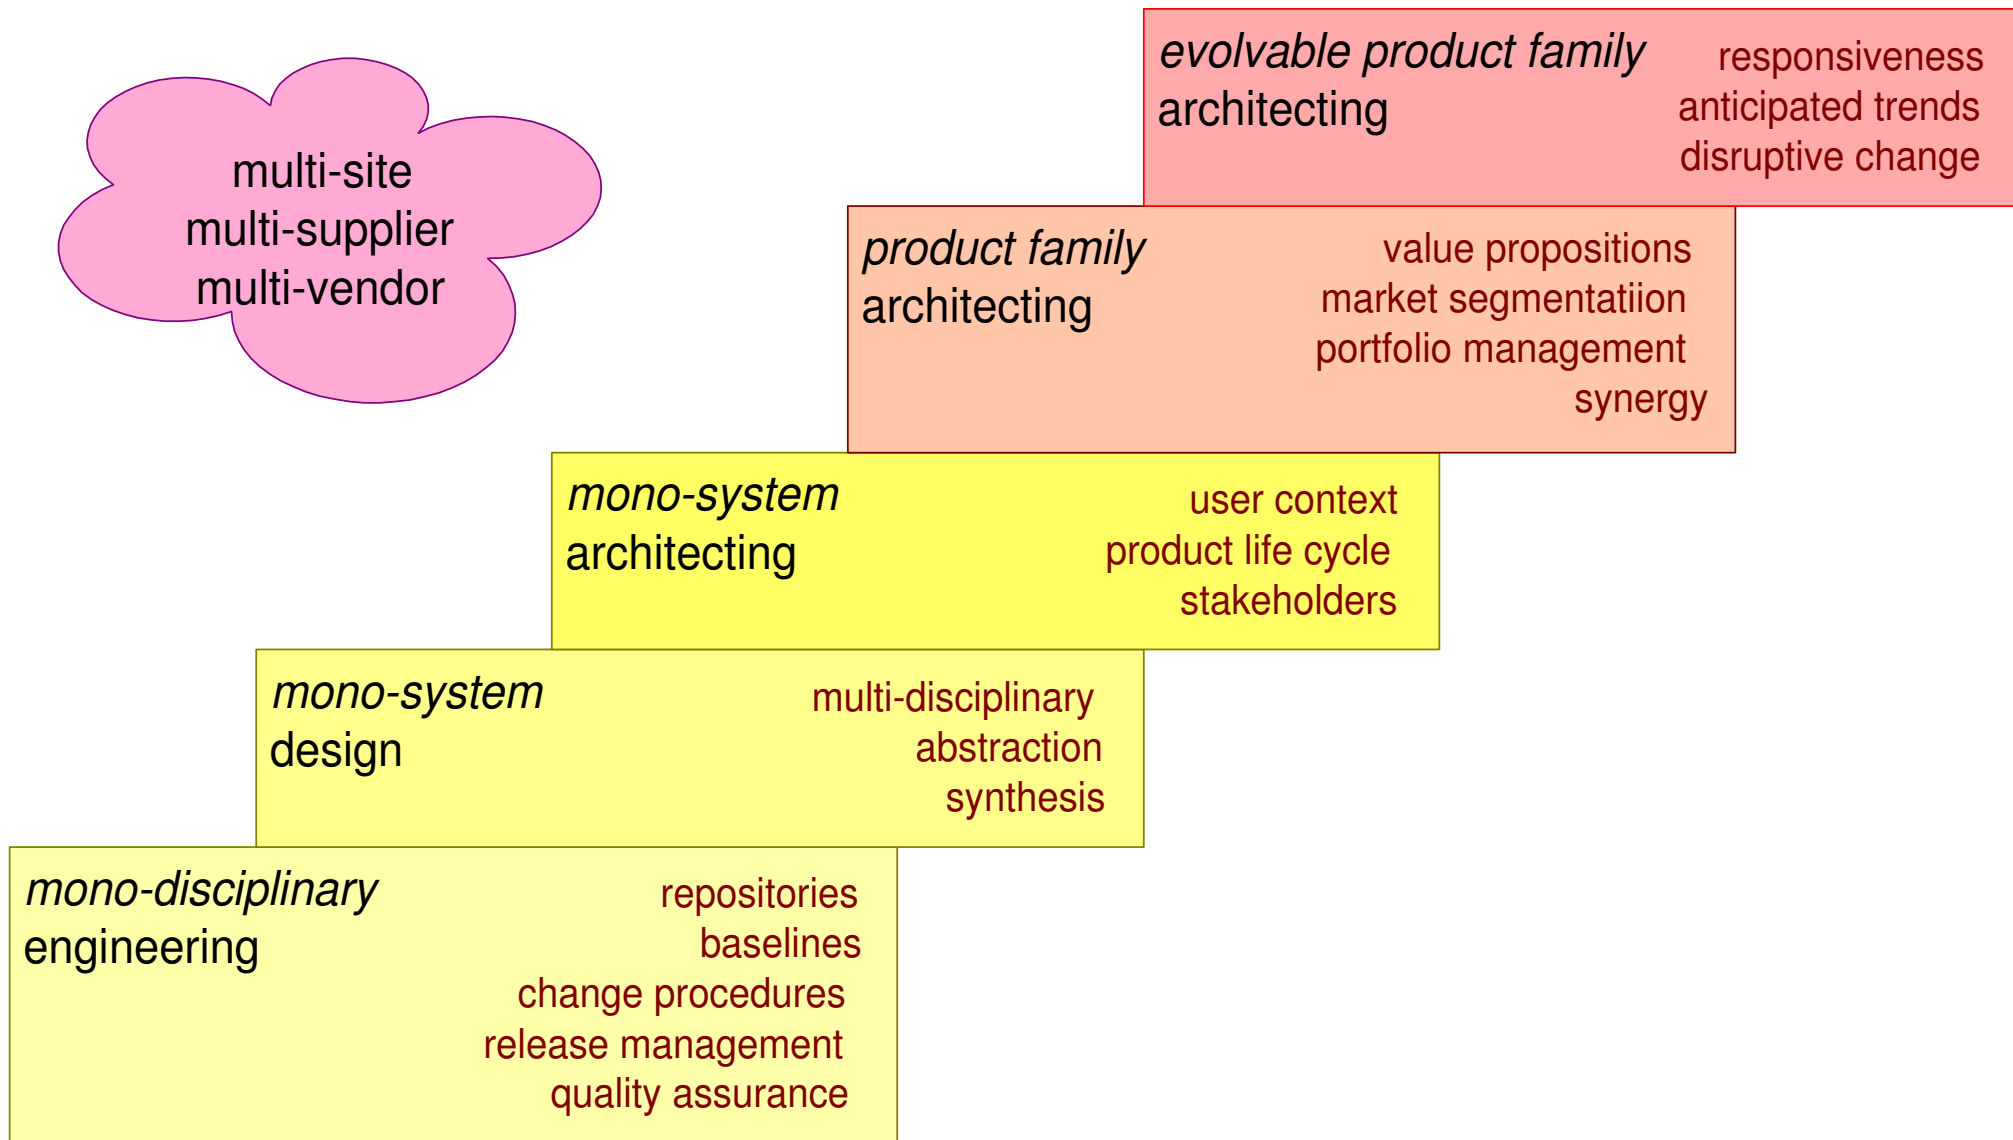 multi-site
multi-supplier
multi-vendor
evolvable product family
architecting
responsiveness
anticipated trends
disruptive change
product family
architecting
value propositions
market segmentatiion
portfolio management
synergy
mono-system
architecting
user context
product life cycle
stakeholders
mono-system
design
multi-disciplinary
abstraction
synthesis
mono-disciplinary
engineering
repositories
baselines
change procedures
release management
quality assurance